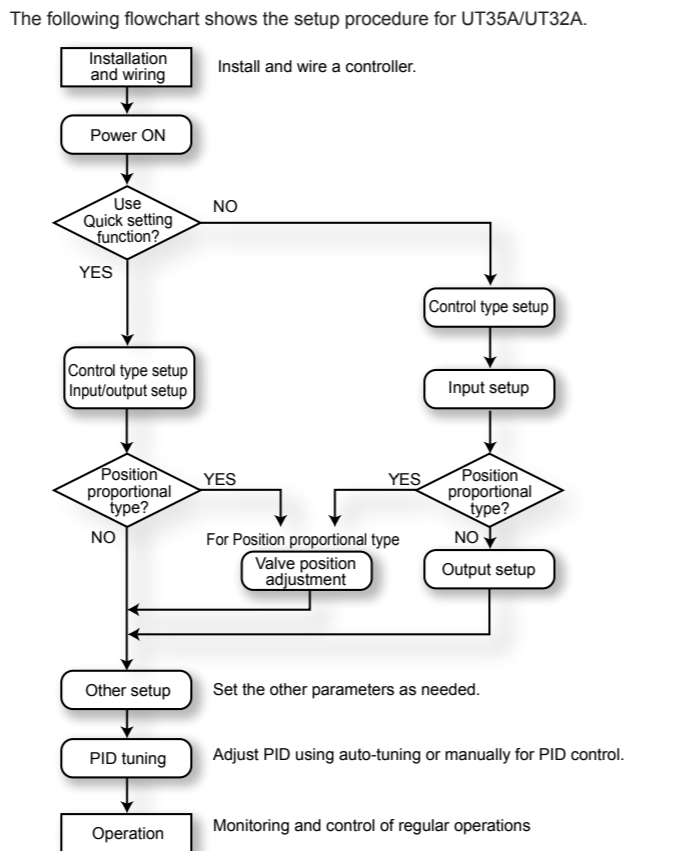 The following flowchart shows the setup procedure for UT35A/UT32A.
Installation
and wiring
Install and wire a controller.
Power ON
Use
Quick setting
function?
NO
YES
Control type setup
Control type setup
Input/output setup
Input setup
Position
proportional
type?
YES
NO
YES
Position
proportional
type?
NO
For Position proportional type
Valve position
adjustment
Output setup
Other setup
Set the other parameters as needed.
PID tuning
Adjust PID using auto-tuning or manually for PID control.
Operation
Monitoring and control of regular operations